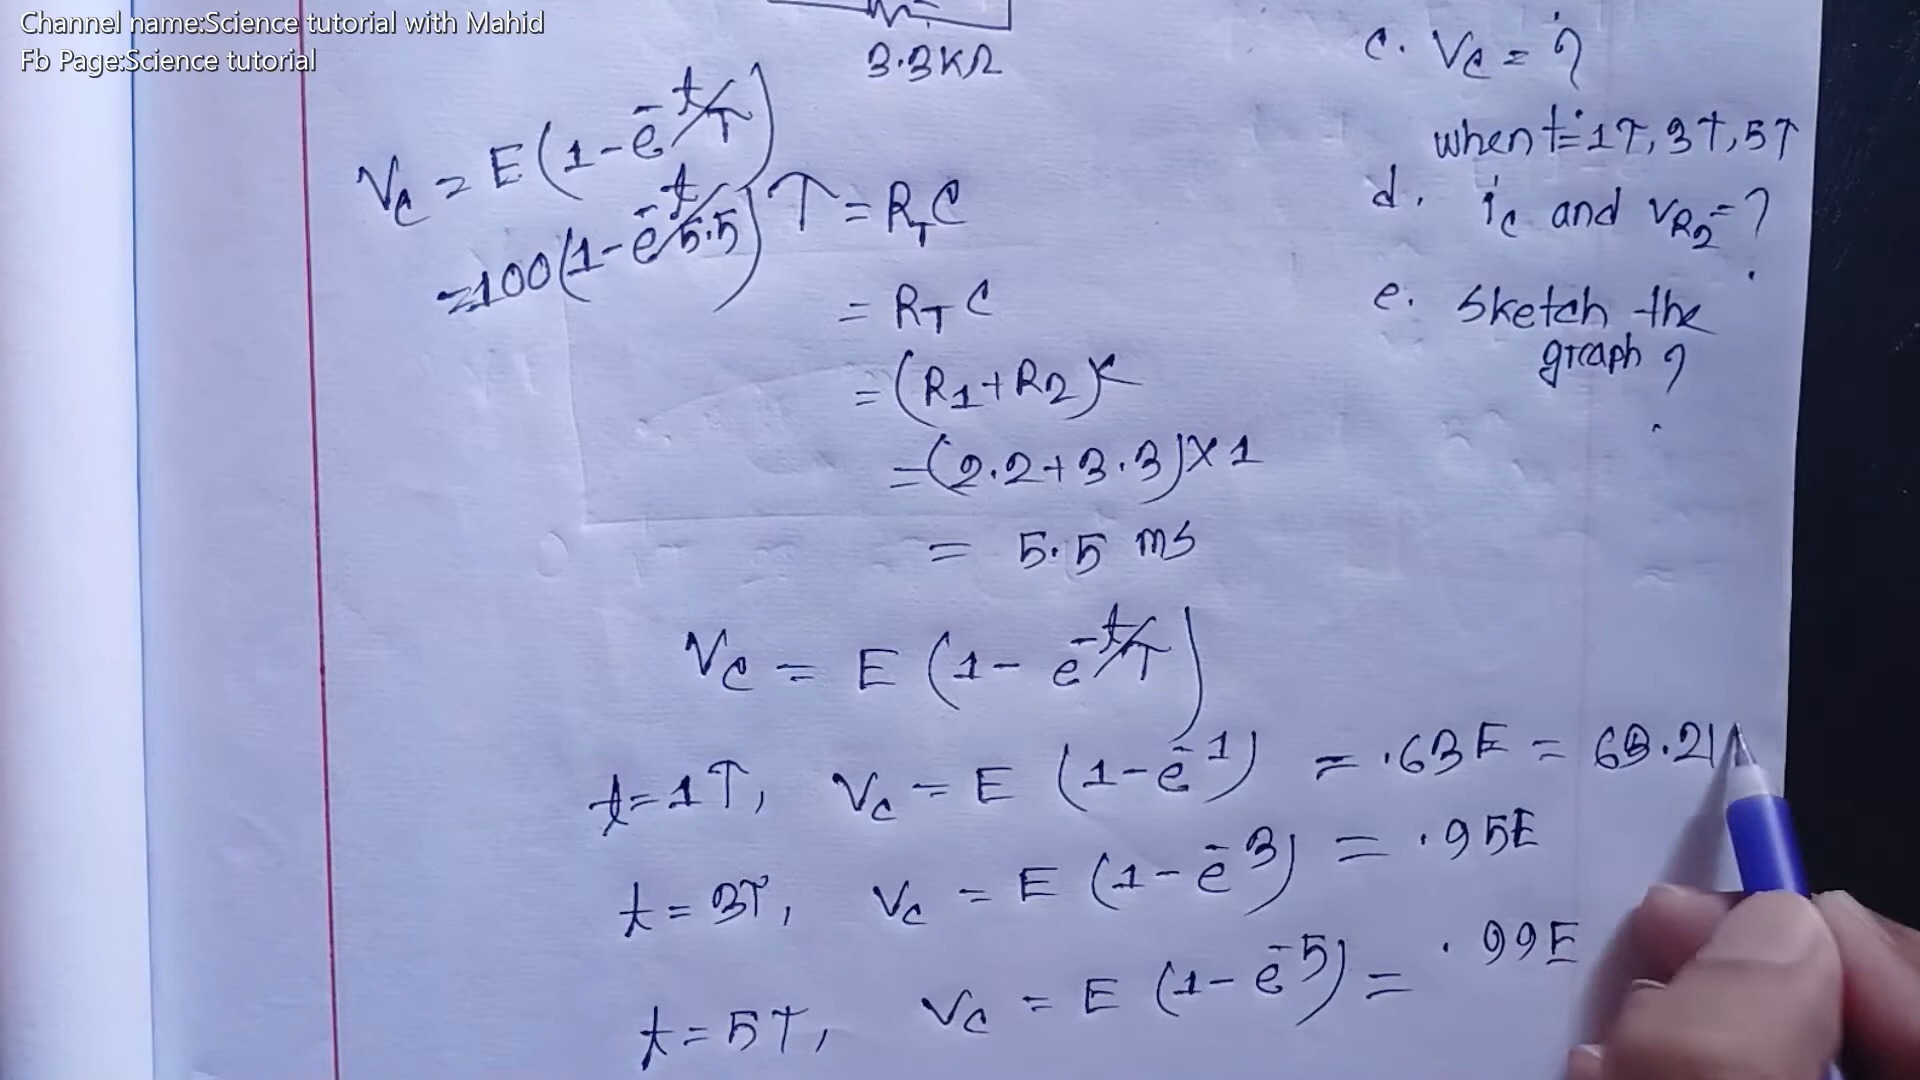 Channel name:Science tutorial with Mahid
Fb Page:Science tutorial
3.3KΩ
c. Vc = ?
when t=1τ, 3τ, 5τ
d. ic and VR2 = ?
e. Sketch the
graph ?
Vc = E(1-e^-t/τ)
=100(1-e^-t/5.5)
τ = RTC
= RTC
= (R1+R2)C
=(2.2+3.3)×1
= 5.5 ms
Vc = E (1- e^-t/τ)
t=1τ, Vc = E (1-e^-1) = .63E = 63.21
t=3τ, Vc = E (1-e^-3) = .95E
t=5τ, Vc = E (1-e^-5) = .99E